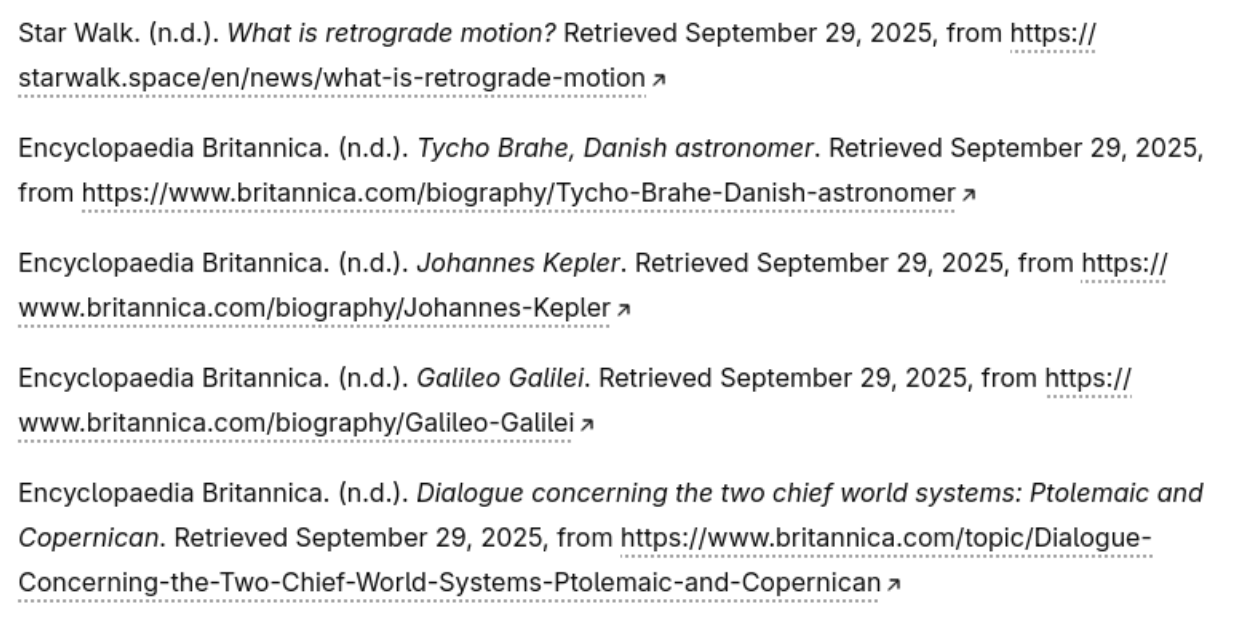 Star Walk. (n.d.). What is retrograde motion? Retrieved September 29, 2025, from https://
starwalk.space/en/news/what-is-retrograde-motion ↗
Encyclopaedia Britannica. (n.d.). Tycho Brahe, Danish astronomer. Retrieved September 29, 2025,
from https://www.britannica.com/biography/Tycho-Brahe-Danish-astronomer ↗
Encyclopaedia Britannica. (n.d.). Johannes Kepler. Retrieved September 29, 2025, from https://
www.britannica.com/biography/Johannes-Kepler ↗
Encyclopaedia Britannica. (n.d.). Galileo Galilei. Retrieved September 29, 2025, from https://
www.britannica.com/biography/Galileo-Galilei ↗
Encyclopaedia Britannica. (n.d.). Dialogue concerning the two chief world systems: Ptolemaic and
Copernican. Retrieved September 29, 2025, from https://www.britannica.com/topic/Dialogue-
Concerning-the-Two-Chief-World-Systems-Ptolemaic-and-Copernican ↗